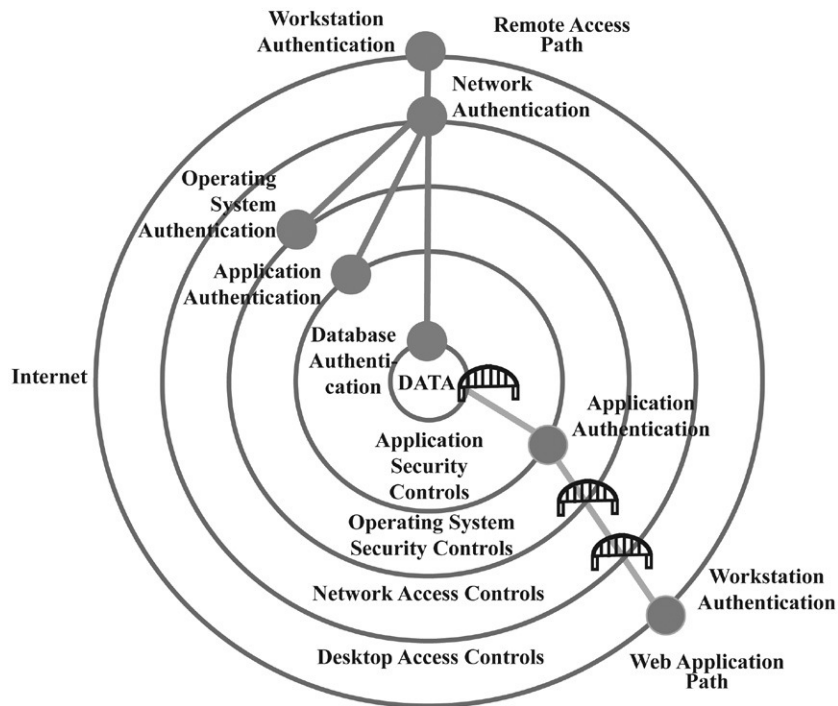 Workstation
Authentication
Remote Access
Path
Network
Authentication
Operating
System
Authentication
Application
Authentication
Database
Authenti-
cation
Internet
DATA
Application
Authentication
Application
Security
Controls
Operating System
Security Controls
Network Access Controls
Workstation
Authentication
Desktop Access Controls
Web Application
Path